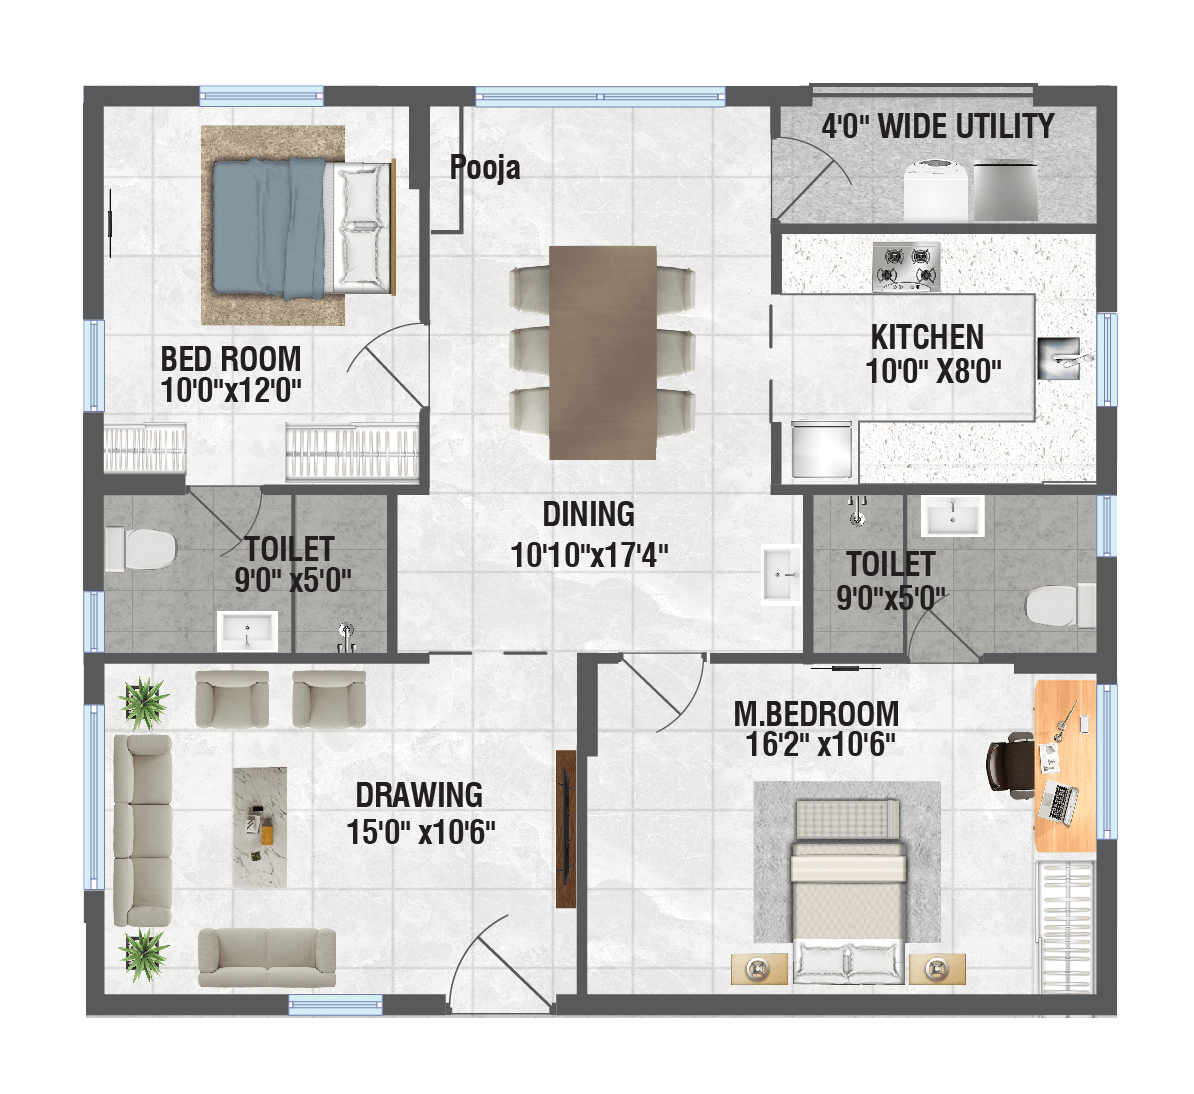 4'0" WIDE UTILITY
Pooja
KITCHEN
10'0" X8'0"
BED ROOM
10'0"x12'0"
DINING
10'10"x17'4"
TOILET
9'0" x5'0"
TOILET
9'0"x5'0"
M.BEDROOM
16'2" x10'6"
DRAWING
15'0" x10'6"